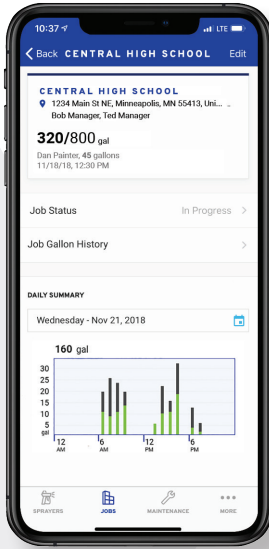 10:37
LTE
Back CENTRAL HIGH SCHOOL Edit
CENTRAL HIGH SCHOOL
1234 Main St NE, Minneapolis, MN 55413, Uni... ..
Bob Manager, Ted Manager
320/800 gal
Dan Painter, 45 gallons
11/18/18, 12:30 PM
Job Status In Progress >
Job Gallon History >
DAILY SUMMARY
Wednesday - Nov 21, 2018
160 gal
30
25
20
15
10
5
gal
12 6 12 6
AM AM PM PM
SPRAYERS JOBS MAINTENANCE MORE